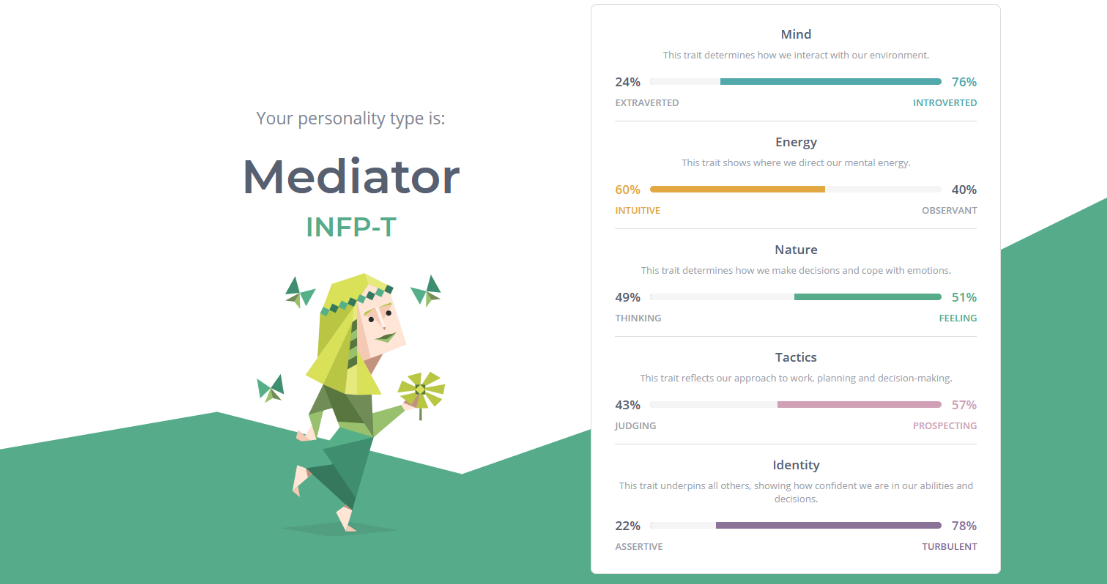 Your personality type is:
Mediator
INFP-T
Mind
This trait determines how we interact with our environment.
24% 76%
EXTRAVERTED INTROVERTED
Energy
This trait shows where we direct our mental energy.
60% 40%
INTUITIVE OBSERVANT
Nature
This trait determines how we make decisions and cope with emotions.
49% 51%
THINKING FEELING
Tactics
This trait reflects our approach to work, planning and decision-making.
43% 57%
JUDGING PROSPECTING
Identity
This trait underpins all others, showing how confident we are in our abilities and
decisions.
22% 78%
ASSERTIVE TURBULENT